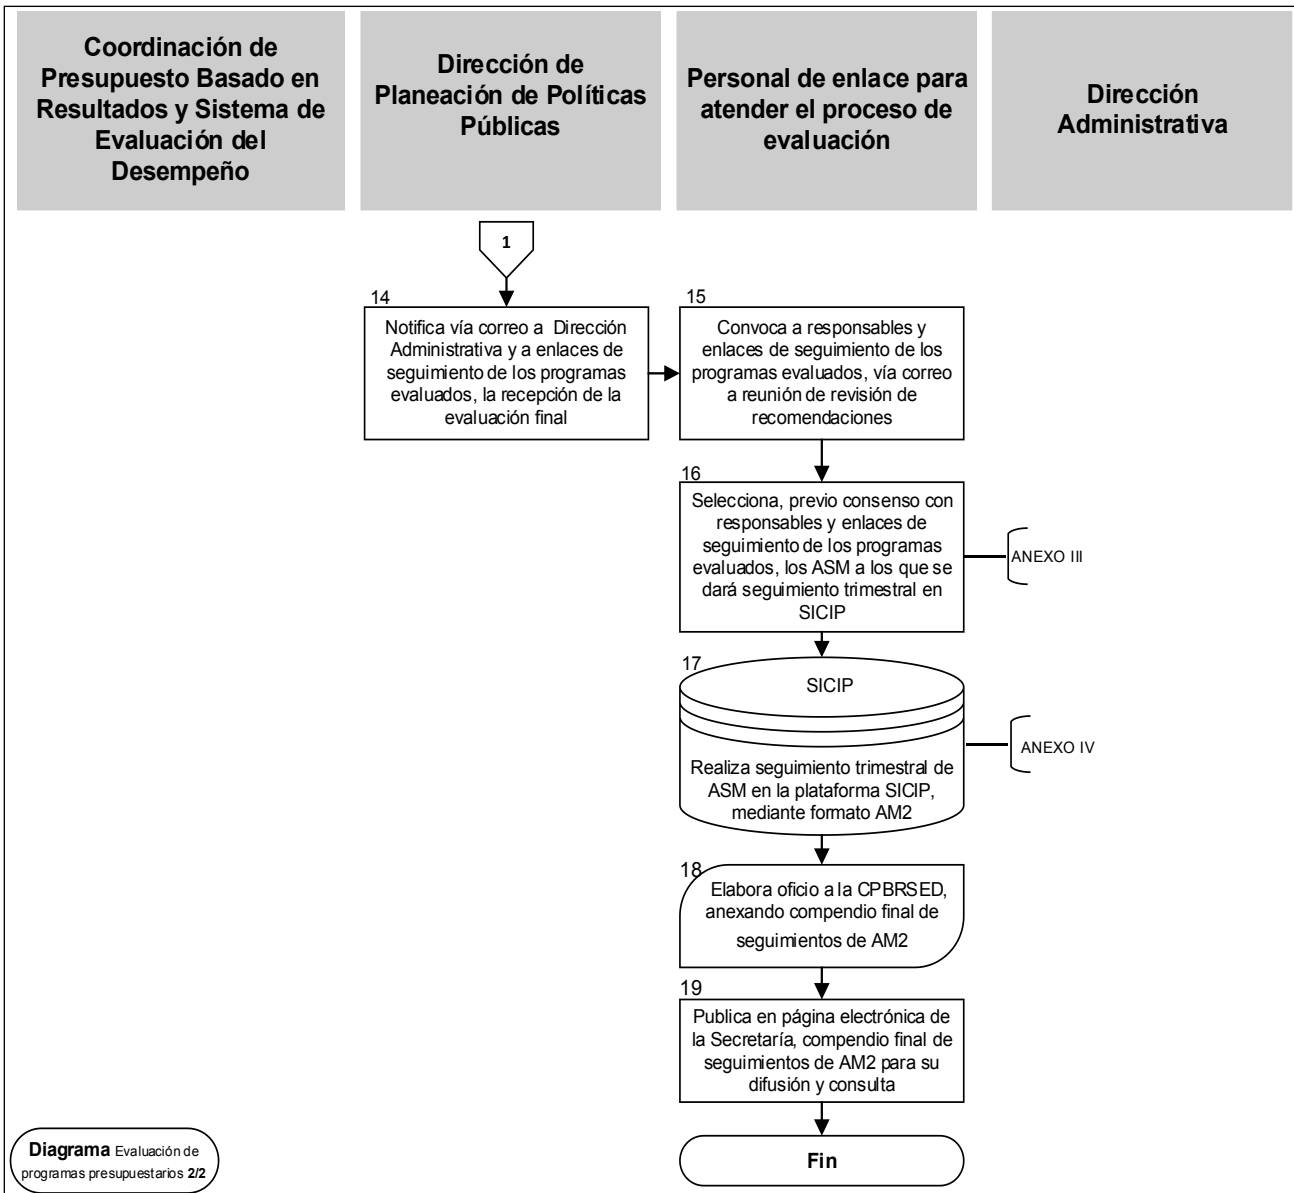 Coordinación de
Presupuesto Basado en
Resultados y Sistema de
Evaluación del
Desempeño
Dirección de
Planeación de Políticas
Públicas
Personal de enlace para
atender el proceso de
evaluación
Dirección
Administrativa
1
14
Notifica vía correo a Dirección
Administrativa y a enlaces de
seguimiento de los programas
evaluados, la recepción de la
evaluación final
15
Convoca a responsables y
enlaces de seguimiento de los
programas evaluados, vía correo
a reunión de revisión de
recomendaciones
16
Selecciona, previo consenso con
responsables y enlaces de
seguimiento de los programas
evaluados, los ASM a los que se
dará seguimiento trimestral en
SICIP
ANEXO III
17
SICIP
Realiza seguimiento trimestral de
ASM en la plataforma SICIP,
mediante formato AM2
ANEXO IV
18
Elabora oficio a la CPBRSED,
anexando compendio final de
seguimientos de AM2
19
Publica en página electrónica de
la Secretaría, compendio final de
seguimientos de AM2 para su
difusión y consulta
Fin
Diagrama Evaluación de
programas presupuestarios 2/2